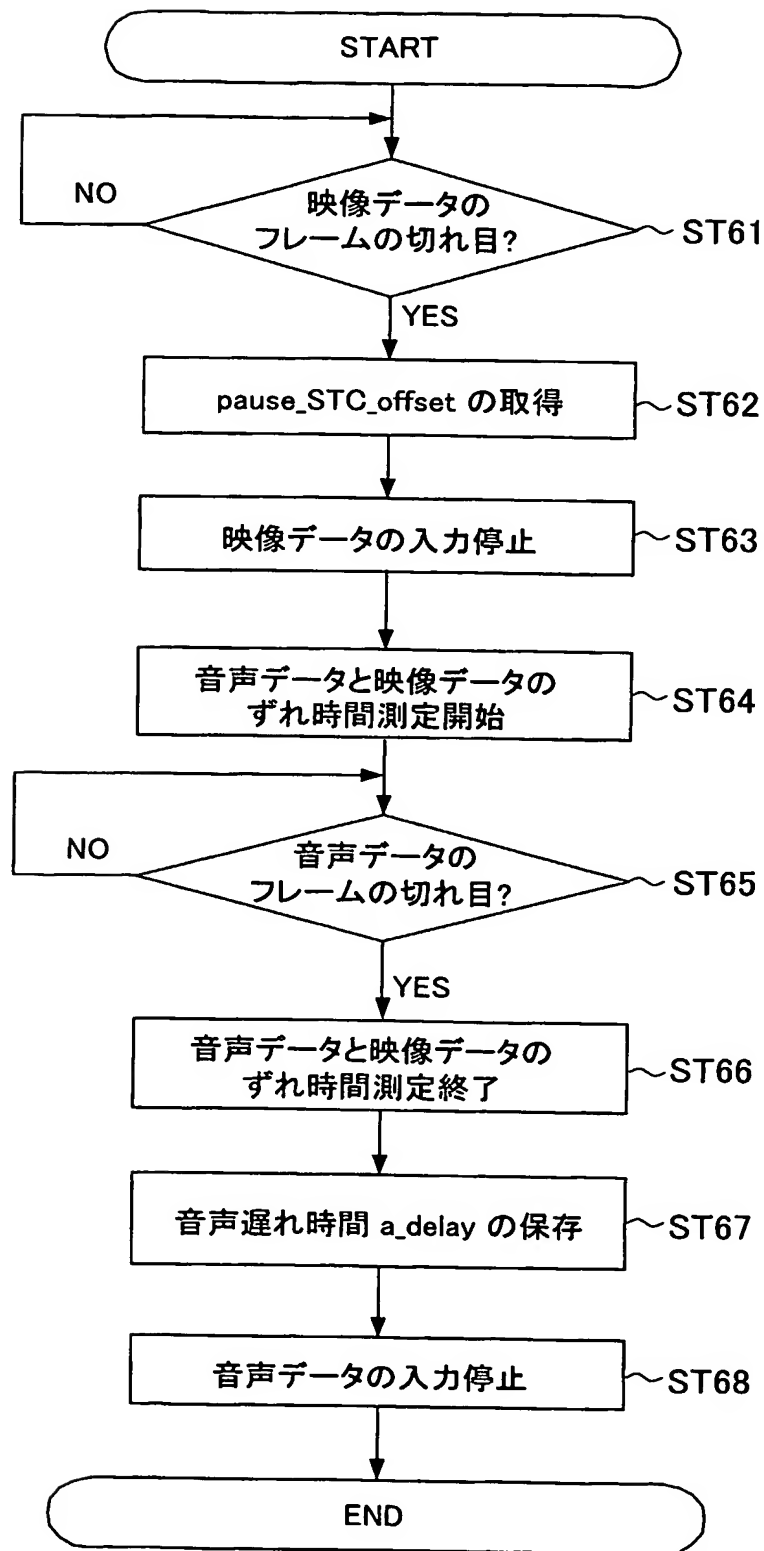 START
NO
映像データの
フレームの切れ目?
ST61
YES
pause_STC_offset の取得
ST62
映像データの入力停止
ST63
音声データと映像データの
ずれ時間測定開始
ST64
NO
音声データの
フレームの切れ目?
ST65
YES
音声データと映像データの
ずれ時間測定終了
ST66
音声遅れ時間 a_delay の保存
ST67
音声データの入力停止
ST68
END